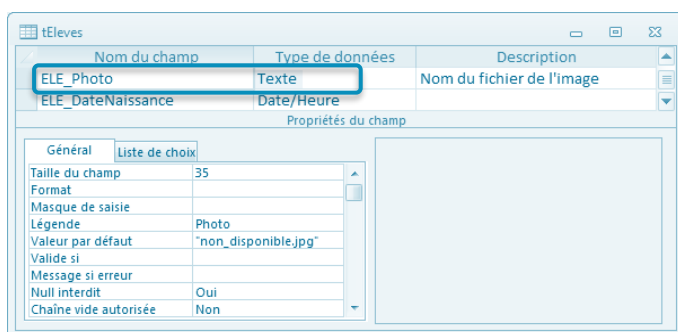 tEleves
Nom du champ Type de données Description
ELE_Photo Texte Nom du fichier de l'image
ELE_DateNaissance Date/Heure
Propriétés du champ
Général Liste de choix
Taille du champ 35
Format
Masque de saisie
Légende Photo
Valeur par défaut "non_disponible.jpg"
Valide si
Message si erreur
Null interdit Oui
Chaîne vide autorisée Non